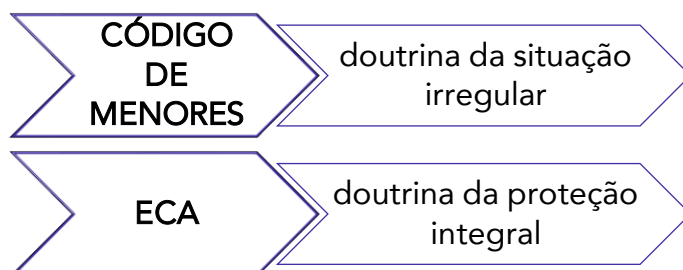 CÓDIGO
DE
MENORES
doutrina da situação
irregular
ECA
doutrina da proteção
integral